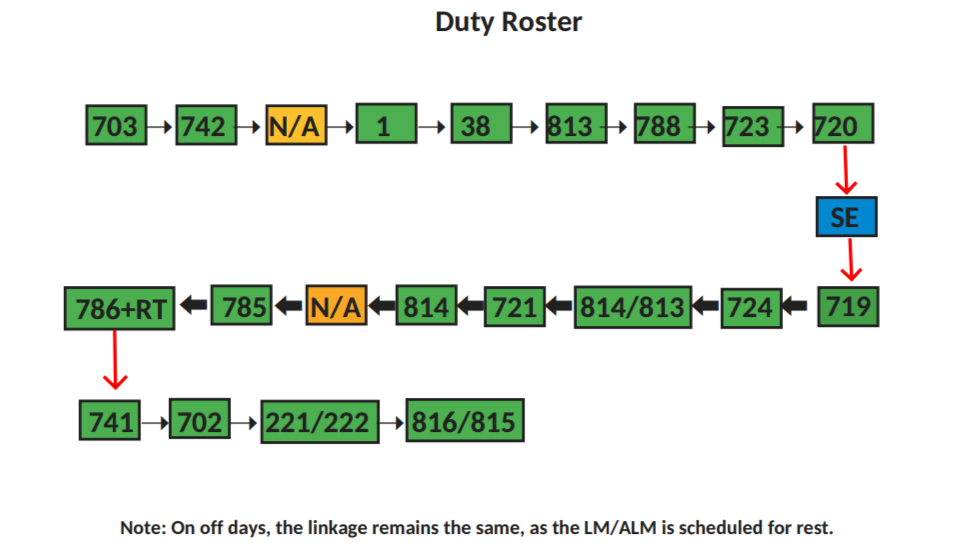 Duty Roster
703 742 N/A 1 38 813 788 723 720
SE
786+RT 785 N/A 814 721 814/813 724 719
741 702 221/222 816/815
Note: On off days, the linkage remains the same, as the LM/ALM is scheduled for rest.